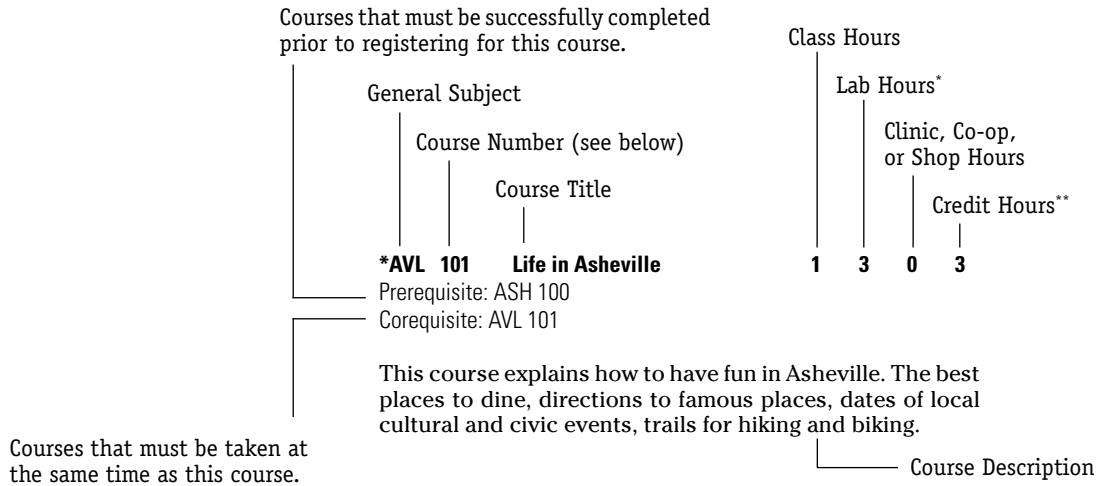 Courses that must be successfully completed
prior to registering for this course.
Class Hours
Lab Hours*
General Subject
Clinic, Co-op,
or Shop Hours
Course Number (see below)
Course Title
Credit Hours**
*AVL 101 Life in Asheville 1 3 0 3
Prerequisite: ASH 100
Corequisite: AVL 101
This course explains how to have fun in Asheville. The best
places to dine, directions to famous places, dates of local
cultural and civic events, trails for hiking and biking.
Courses that must be taken at
the same time as this course.
Course Description